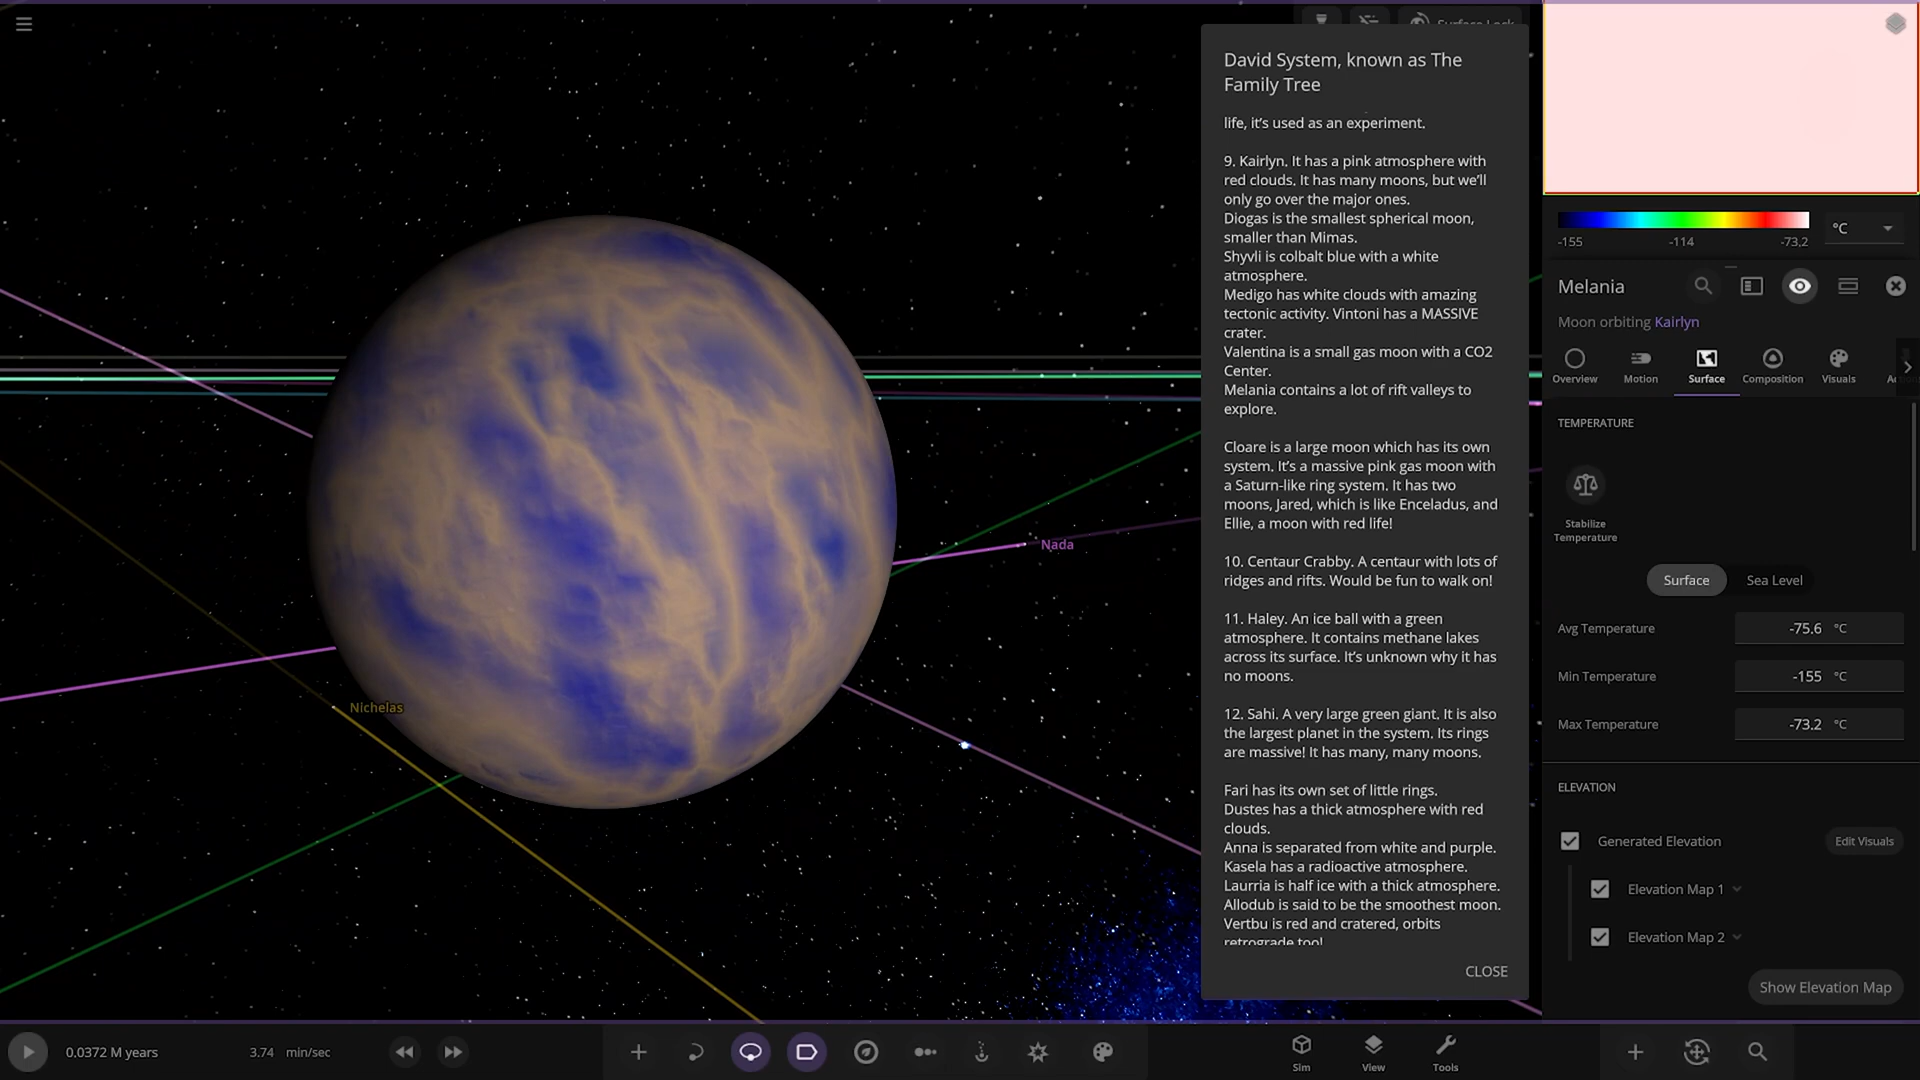 Surface Lock
David System, known as The
Family Tree
life, it's used as an experiment.
9. Kairlyn. It has a pink atmosphere with
red clouds. It has many moons, but we'll
only go over the major ones.
Diogas is the smallest spherical moon,
smaller than Mimas.
Shyvli is colbalt blue with a white
atmosphere.
Medigo has white clouds with amazing
tectonic activity. Vintoni has a MASSIVE
crater.
Valentina is a small gas moon with a CO2
Center.
Melania contains a lot of rift valleys to
explore.
Cloare is a large moon which has its own
system. It's a massive pink gas moon with
a Saturn-like ring system. It has two
moons, Jared, which is like Enceladus, and
Ellie, a moon with red life!
10. Centaur Crabby. A centaur with lots of
ridges and rifts. Would be fun to walk on!
11. Haley. An ice ball with a green
atmosphere. It contains methane lakes
across its surface. It's unknown why it has
no moons.
12. Sahi. A very large green giant. It is also
the largest planet in the system. Its rings
are massive! It has many, many moons.
Fari has its own set of little rings.
Dustes has a thick atmosphere with red
clouds.
Anna is separated from white and purple.
Kasela has a radioactive atmosphere.
Laurria is half ice with a thick atmosphere.
Allodub is said to be the smoothest moon.
Vertbu is red and cratered, orbits
retrograde too!
CLOSE
Nada
Nichelas
-155 -114 -73,2 °C
Melania
Moon orbiting Kairlyn
Overview Motion Surface Composition Visuals
TEMPERATURE
Stabilize
Temperature
Surface Sea Level
Avg Temperature -75.6 °C
Min Temperature -155 °C
Max Temperature -73.2 °C
ELEVATION
Generated Elevation Edit Visuals
Elevation Map 1
Elevation Map 2
Show Elevation Map
0.0372 M years 3.74 min/sec
Sim View Tools